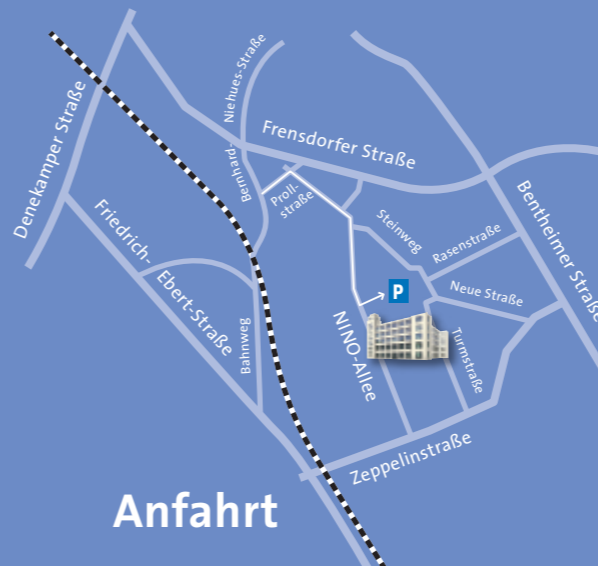 Denekamper Straße
Niehues-Straße
Bernhard-
Frensdorfer Straße
Proll-
straße
Steinweg
Rasenstraße
Bentheimer Straße
Neue Straße
Friedrich-
Ebert-Straße
Bahnweg
P
NINO-Allee
Turmstraße
Zeppelinstraße
Anfahrt